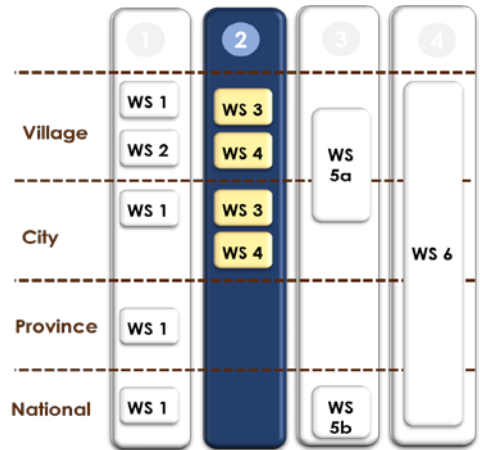 1
2
3
4
Village
WS 1
WS 2
WS 3
WS 4
WS
5a
City
WS 1
WS 3
WS 4
WS 6
Province
WS 1
National
WS 1
WS
5b